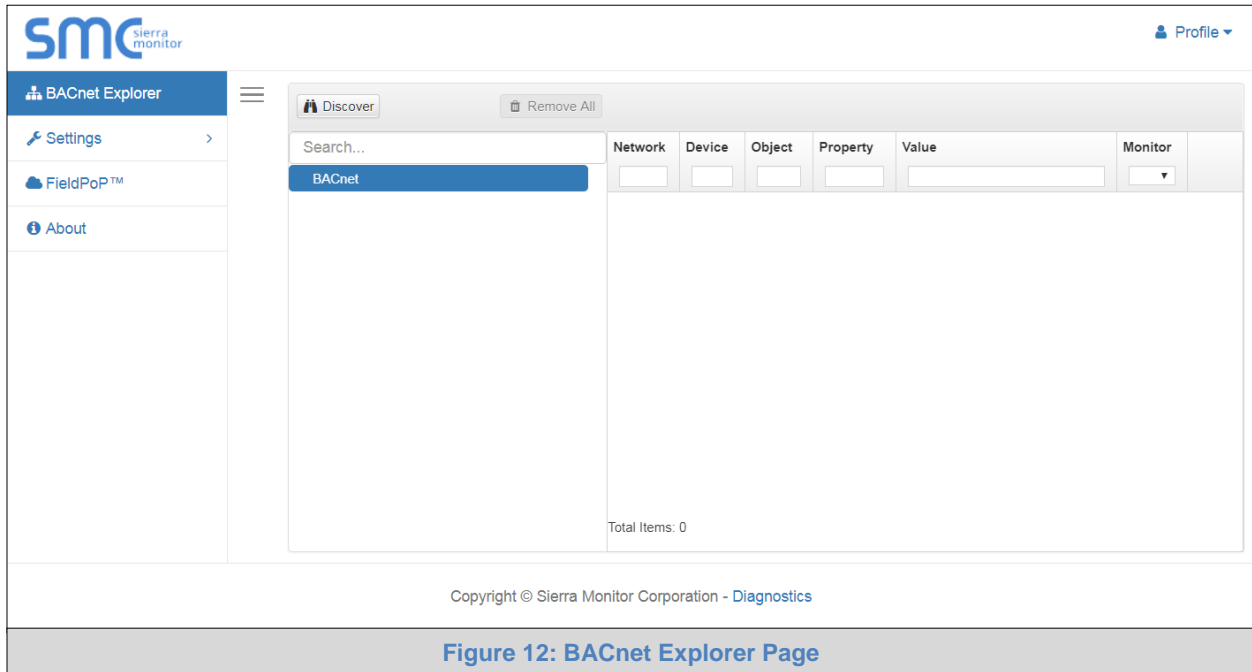 SMC sierra monitor
Profile
BACnet Explorer
Settings
FieldPoP™
About
Discover
Remove All
Search...
BACnet
Network Device Object Property Value Monitor
Total Items: 0
Copyright © Sierra Monitor Corporation - Diagnostics
Figure 12: BACnet Explorer Page